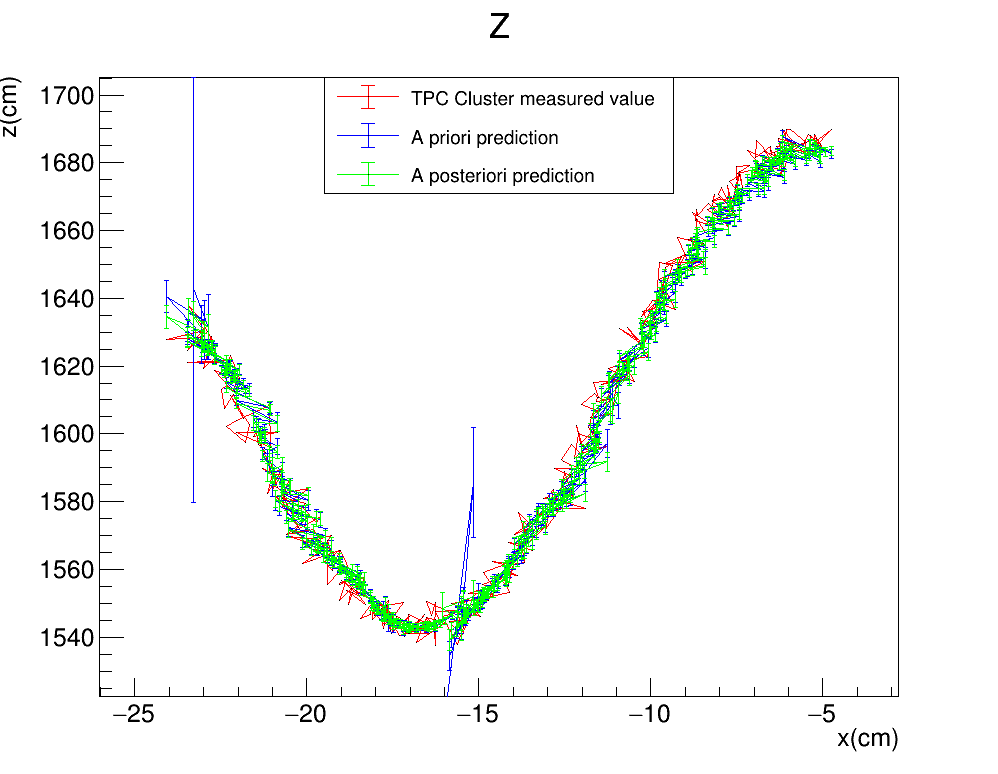 Z
z(cm)
1700
1680
1660
1640
1620
1600
1580
1560
1540
TPC Cluster measured value
A priori prediction
A posteriori prediction
−25 −20 −15 −10 −5
x(cm)